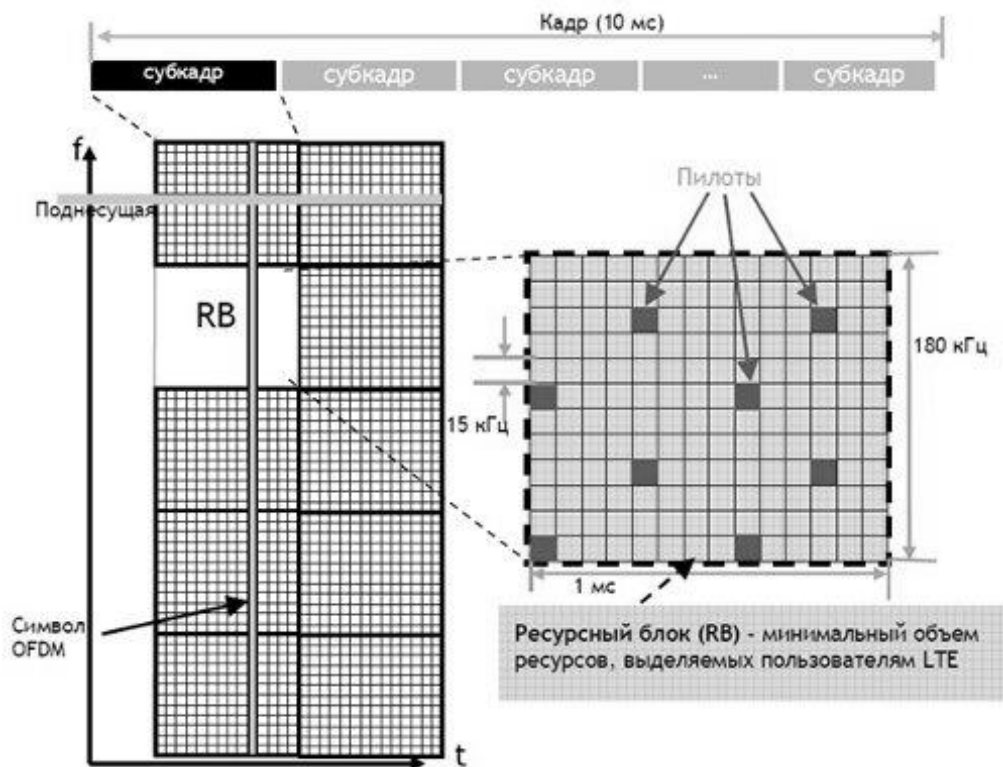 Кадр (10 мс)
субкадр субкадр субкадр ... субкадр
f
Поднесущая
Пилоты
RB
180 кГц
15 кГц
1 мс
Символ
OFDM
Ресурсный блок (RB) - минимальный объем
ресурсов, выделяемых пользователям LTE
t